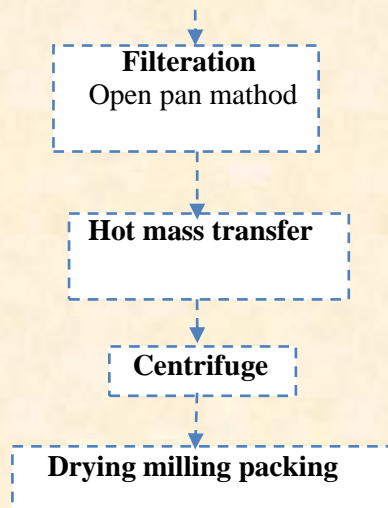 Filteration
Open pan mathod
Hot mass transfer
Centrifuge
Drying milling packing